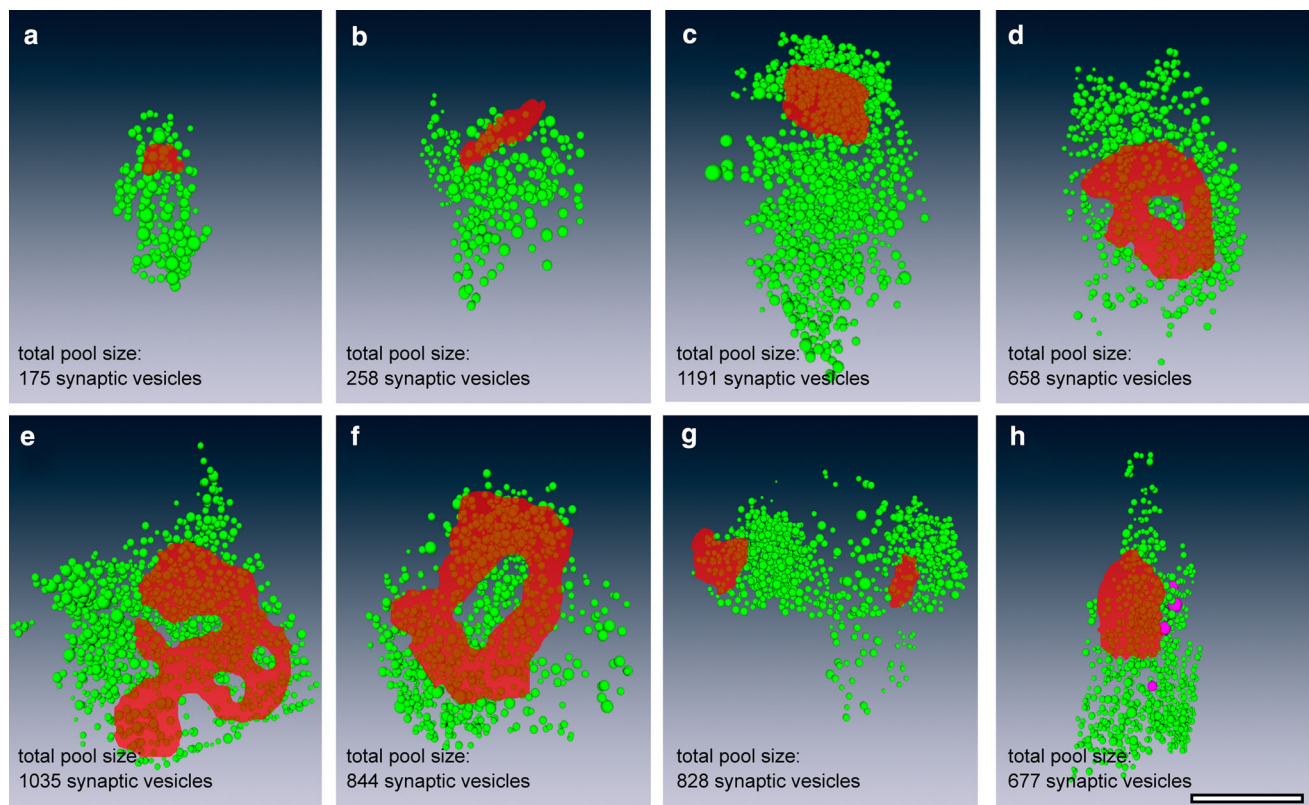 a
total pool size:
175 synaptic vesicles
b
total pool size:
258 synaptic vesicles
c
total pool size:
1191 synaptic vesicles
d
total pool size:
658 synaptic vesicles
e
total pool size:
1035 synaptic vesicles
f
total pool size:
844 synaptic vesicles
g
total pool size:
828 synaptic vesicles
h
total pool size:
677 synaptic vesicles